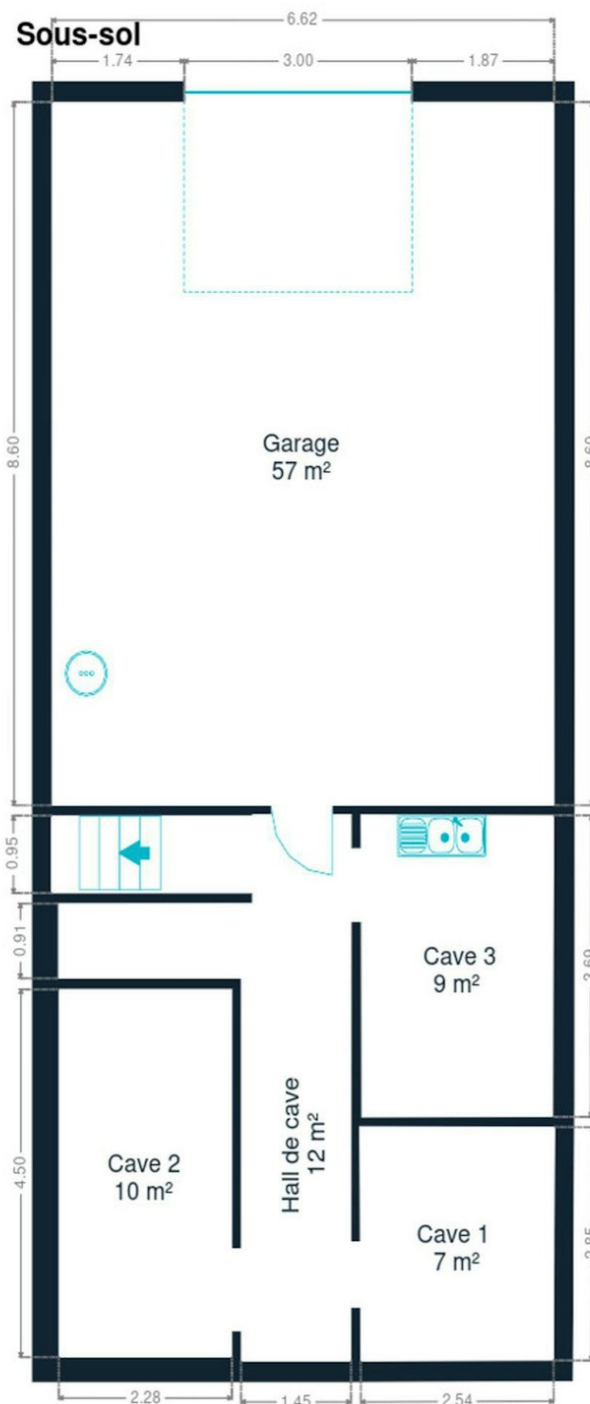 6.62
Sous-sol
1.74
3.00
1.87
8.60
Garage
57 m²
0.95
0.91
Cave 3
9 m²
4.50
Hall de cave
12 m²
Cave 2
10 m²
Cave 1
7 m²
2.28
1.45
2.54